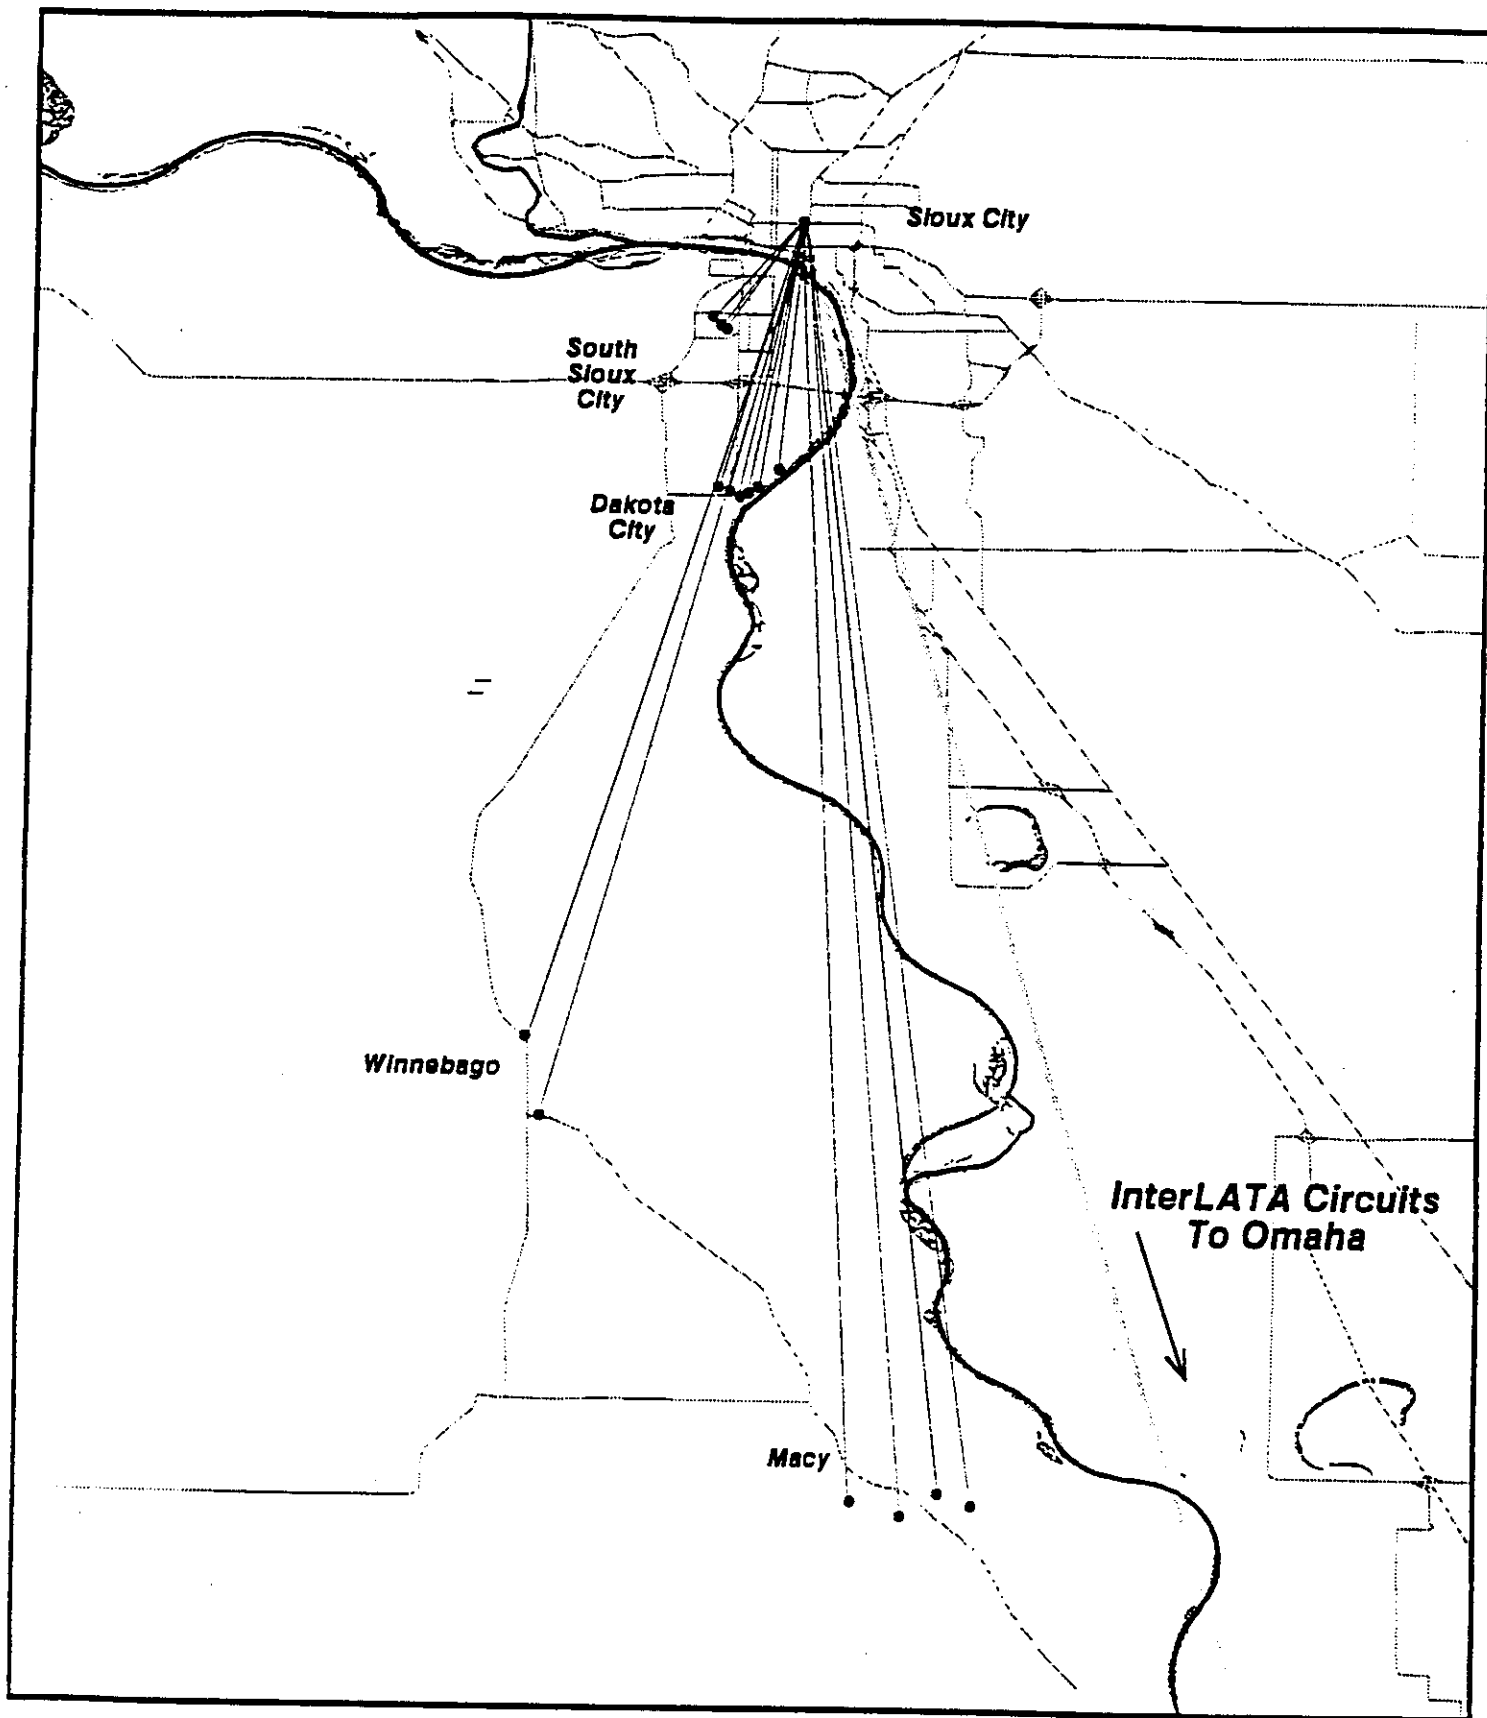 Sioux City
South
Sioux
City
Dakota
City
Winnebago
InterLATA Circuits
To Omaha
Macy